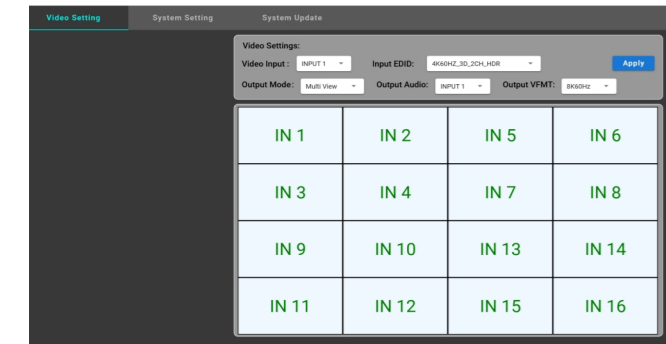 Video Setting System Setting System Update
Video Settings:
Video Input : INPUT 1 Input EDID: 4K60HZ_3D_2CH_HDR Apply
Output Mode: Multi View Output Audio: INPUT 1 Output VFMT: 8K60Hz
IN 1 IN 2 IN 5 IN 6
IN 3 IN 4 IN 7 IN 8
IN 9 IN 10 IN 13 IN 14
IN 11 IN 12 IN 15 IN 16